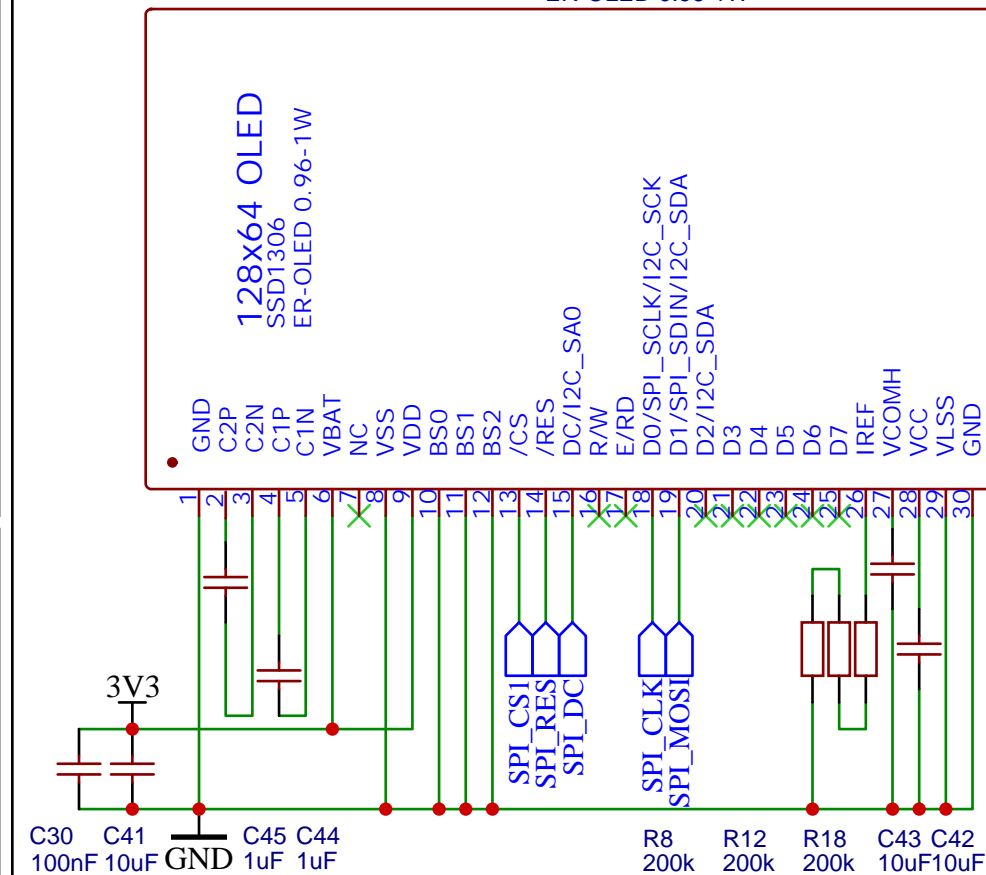 128x64 OLED
SSD1306
ER-OLED 0.96-1W
GND
C2P
C2N
C1P
C1N
VBAT
NC
VSS
VDD
BS0
BS1
BS2
/CS
/RES
DC/I2C_SA0
R/W
E/RD
D0/SPI_SCLK/I2C_SCK
D1/SPI_SDIN/I2C_SDA
D2/I2C_SDA
D3
D4
D5
D6
D7
IREF
VCOMH
VCC
VLSS
GND
1
2
3
4
5
6
7
8
9
10
11
12
13
14
15
16
17
18
19
20
21
22
23
24
25
26
27
28
29
30
SPI_CS1
SPI_RES
SPI_DC
SPI_CLK
SPI_MOSI
3V3
GND
C30
100nF
C41
10uF
C45
1uF
C44
1uF
R8
200k
R12
200k
R18
200k
C43
10uF
C42
10uF